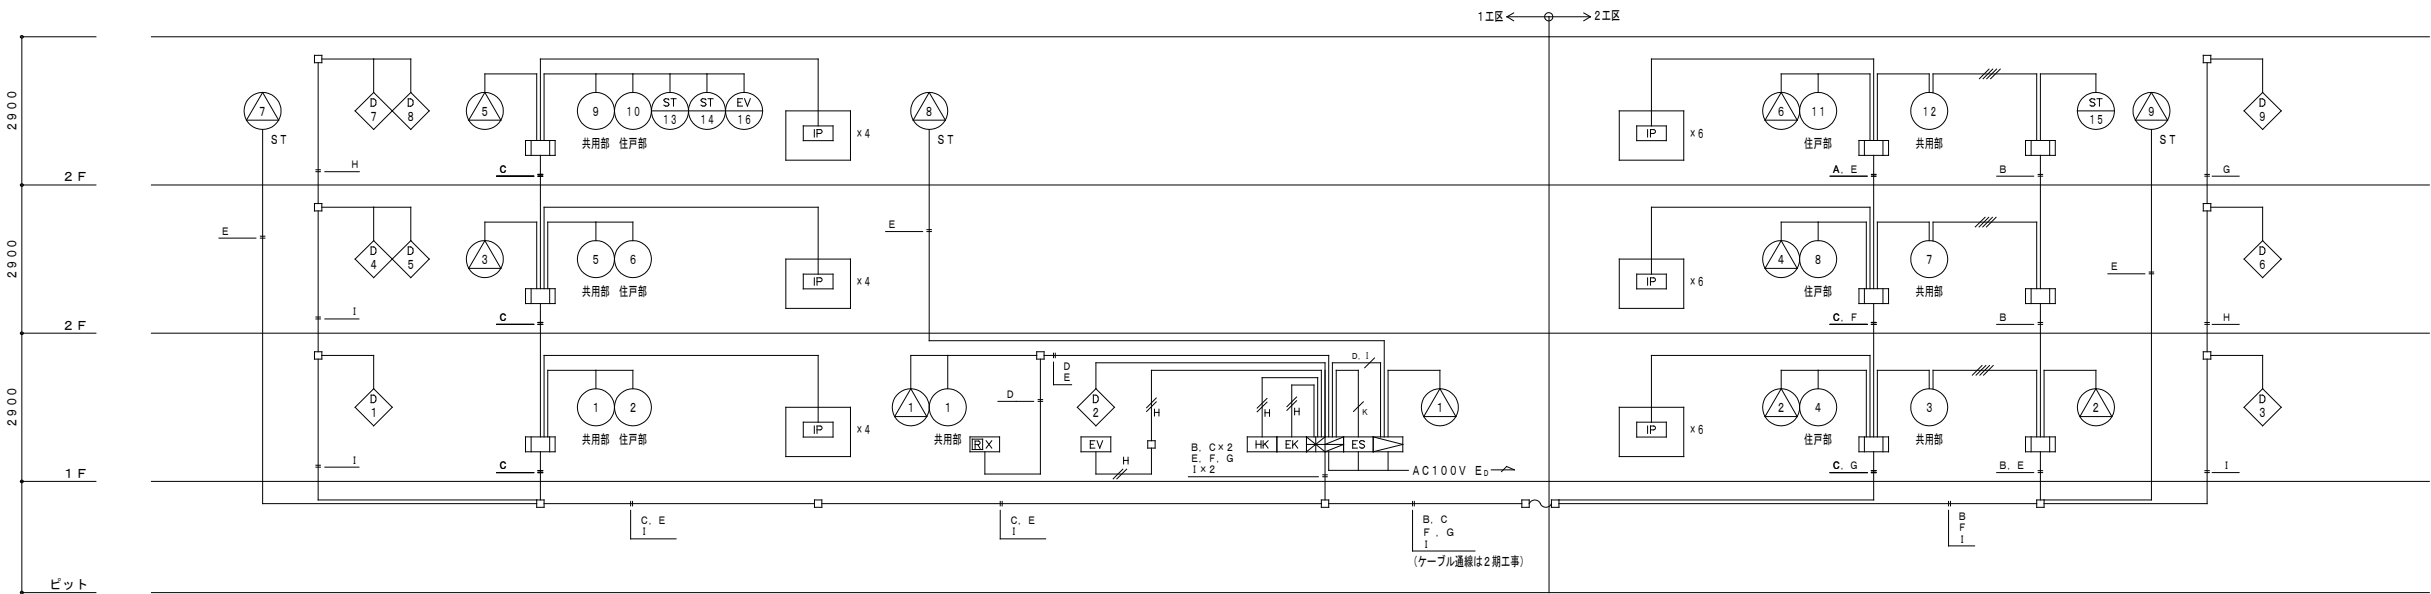 1工区 2工区
2900
7
ST
D
7
D
8
5
9
10
ST
13
ST
14
EV
16
共用部 住戸部
IP
x4
8
ST
IP
x6
6
11
住戸部
12
共用部
ST
15
9
ST
D
9
H
C
A, E
B
G
2F
2900
E
D
4
D
5
3
5
6
共用部 住戸部
IP
x4
E
IP
x6
4
8
住戸部
7
共用部
E
D
6
I
C
C, F
B
H
2F
2900
D
1
1
2
共用部 住戸部
IP
x4
1
1
共用部
RX
D
D
E
D
2
EV
H
H
H
H
K
D, I
HK
EK
ES
1
B, C×2
E, F, G
I×2
AC100V ED
IP
x6
2
4
住戸部
3
共用部
2
D
3
I
C
C, G
B, E
I
1F
C, E
I
C, E
I
B, C
F, G
I
(ケーブル通線は2期工事)
B
F
I
ピット